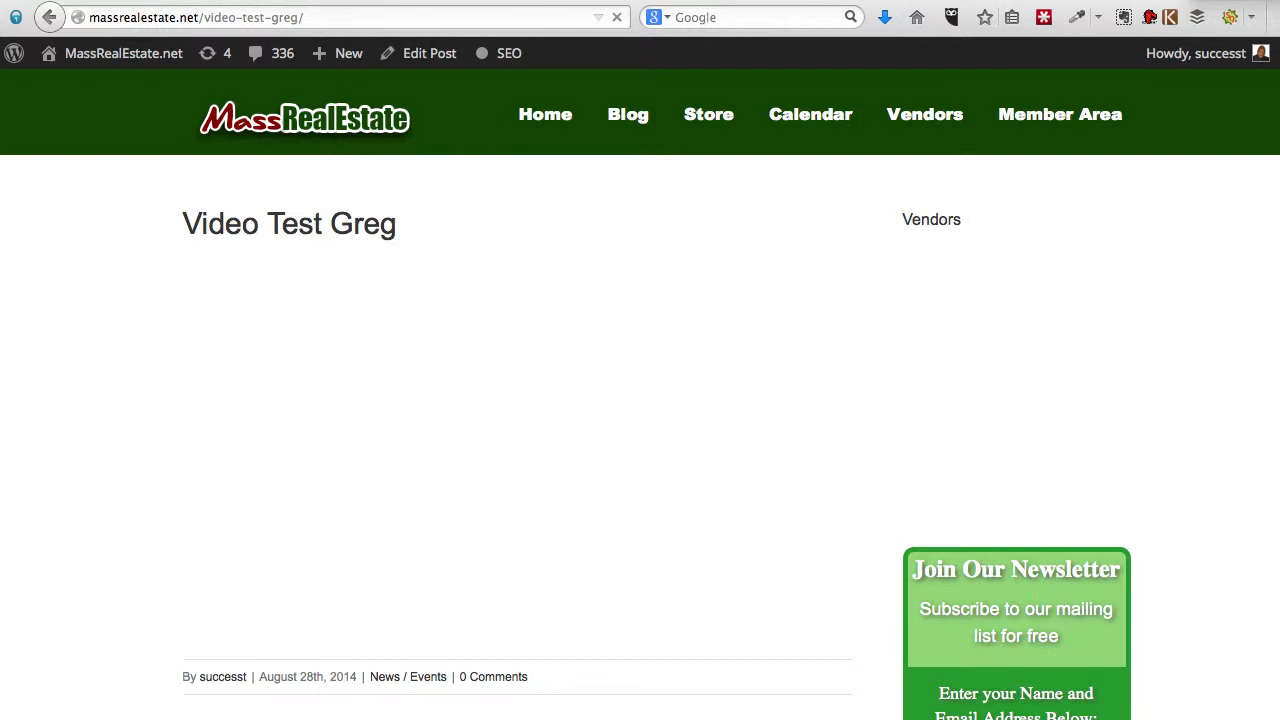 massrealestate.net/video-test-greg/
Google
MassRealEstate.net 4 336 New Edit Post SEO Howdy, successt
MassRealEstate
Home Blog Store Calendar Vendors Member Area
Video Test Greg
Vendors
Join Our Newsletter
Subscribe to our mailing
list for free
Enter your Name and
Email Address Below:
By successt | August 28th, 2014 | News / Events | 0 Comments